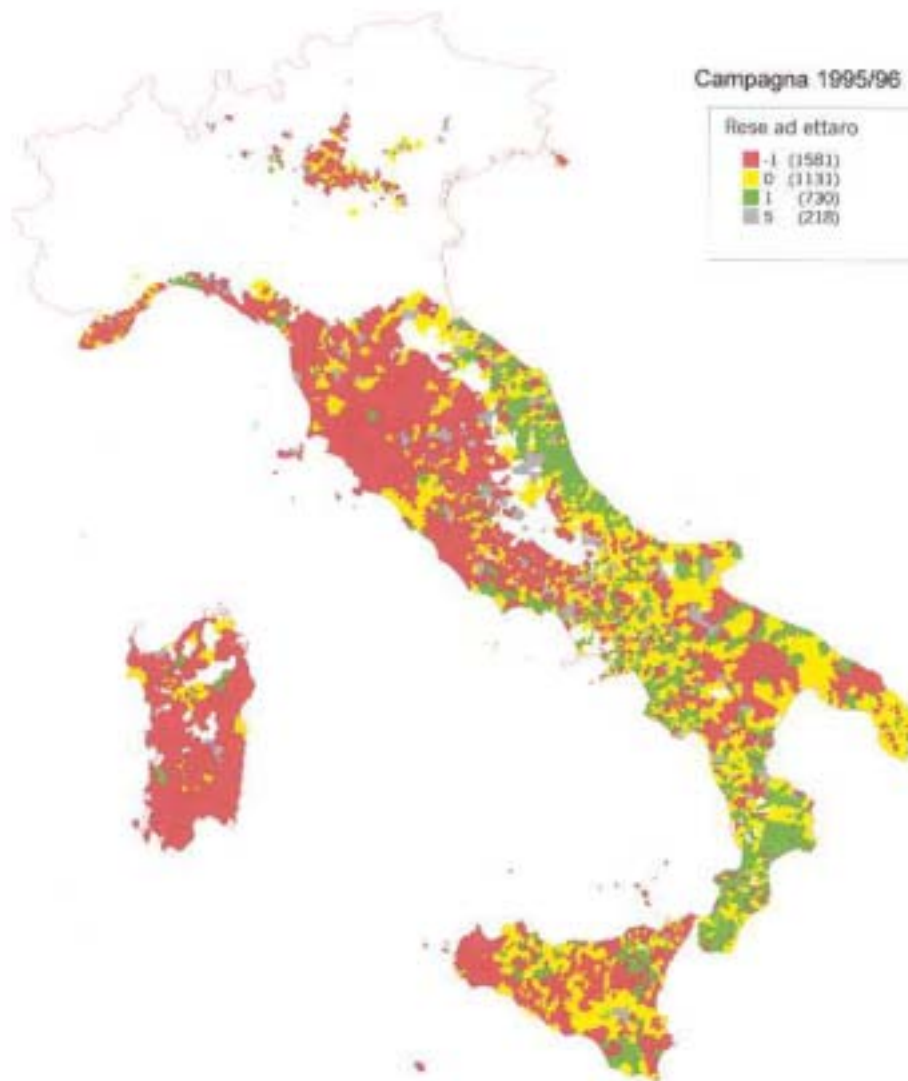 Campagna 1995/96
Rese ad ettaro
-1 (1581)
0 (1131)
1 (730)
5 (218)